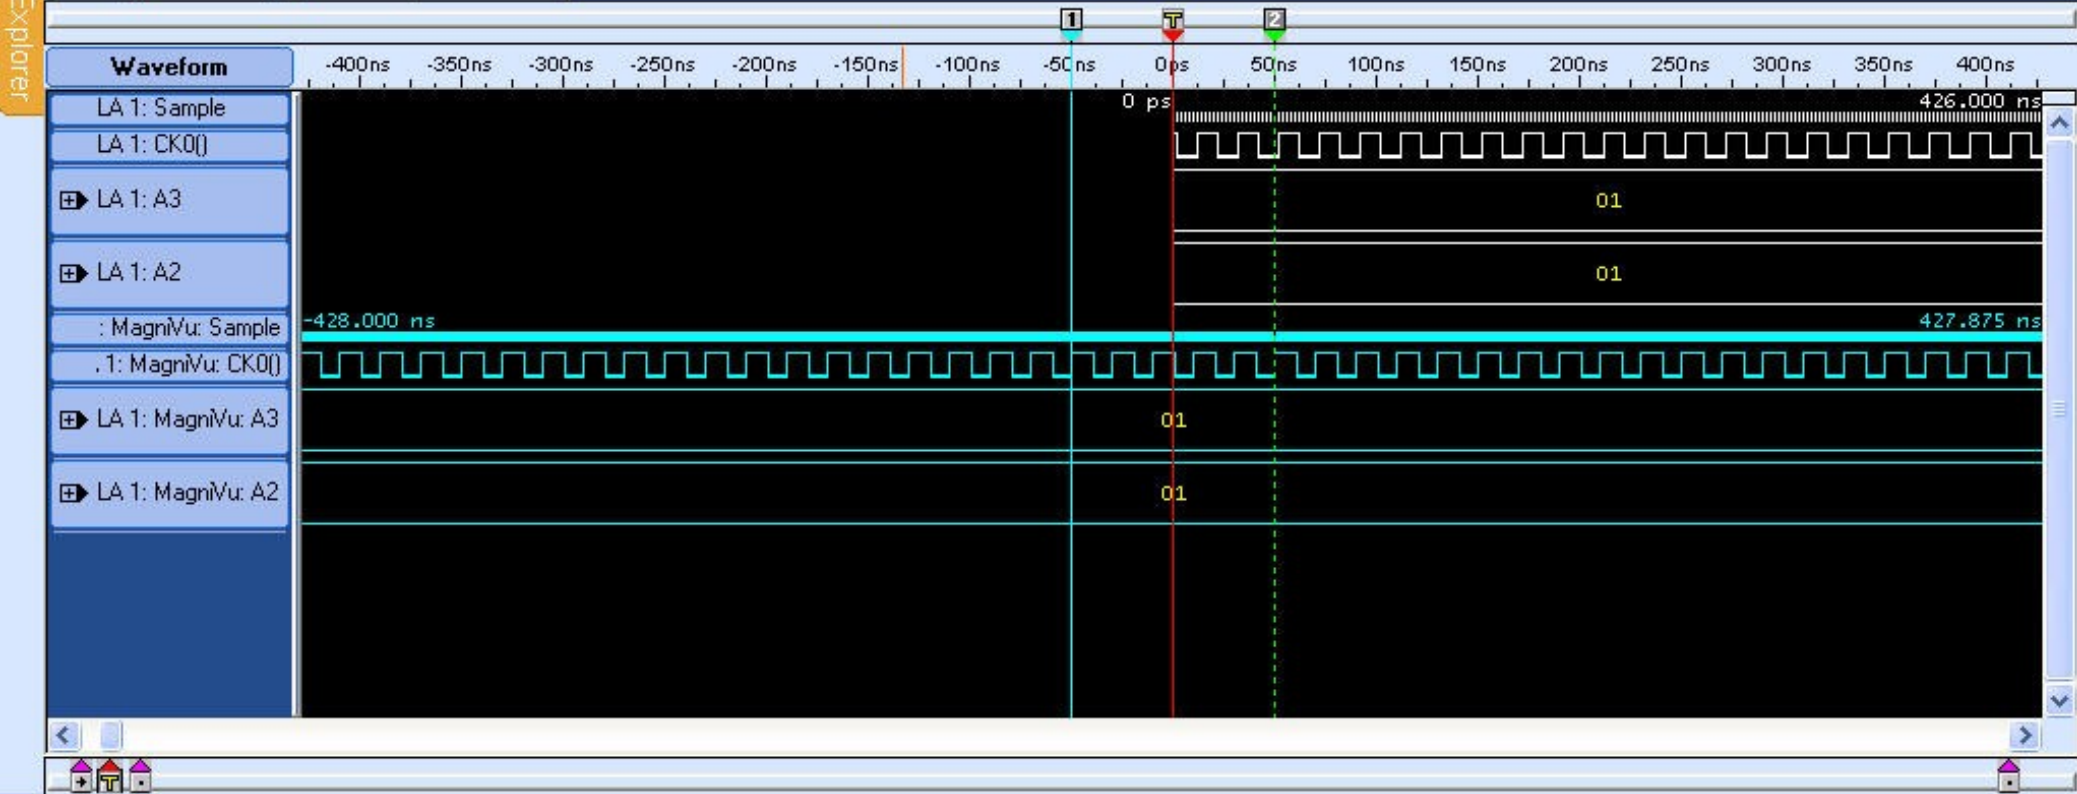 Explorer
1 T 2
Waveform -400ns -350ns -300ns -250ns -200ns -150ns -100ns -50ns 0ps 50ns 100ns 150ns 200ns 250ns 300ns 350ns 400ns
LA 1: Sample 0 ps 426.000 ns
LA 1: CK0()
LA 1: A3 01
LA 1: A2 01
: MagniVu: Sample -428.000 ns 427.875 ns
.1: MagniVu: CK0()
LA 1: MagniVu: A3 01
LA 1: MagniVu: A2 01
T